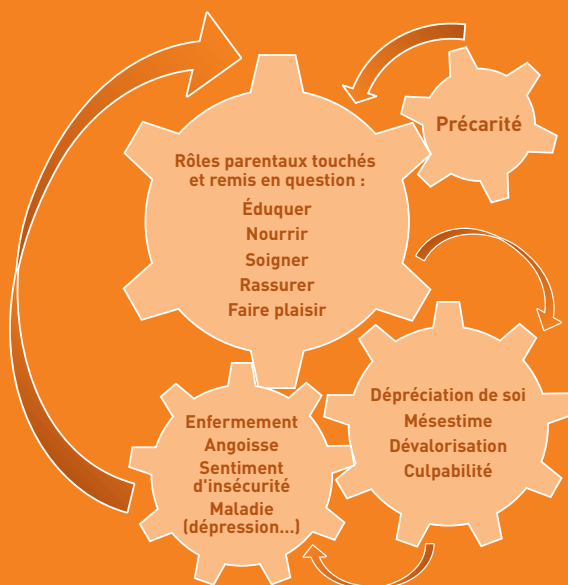 Précarité
Rôles parentaux touchés
et remis en question :
Éduquer
Nourrir
Soigner
Rassurer
Faire plaisir
Dépréciation de soi
Mésestime
Dévalorisation
Culpabilité
Enfermement
Angoisse
Sentiment
d'insécurité
Maladie
(dépression...)